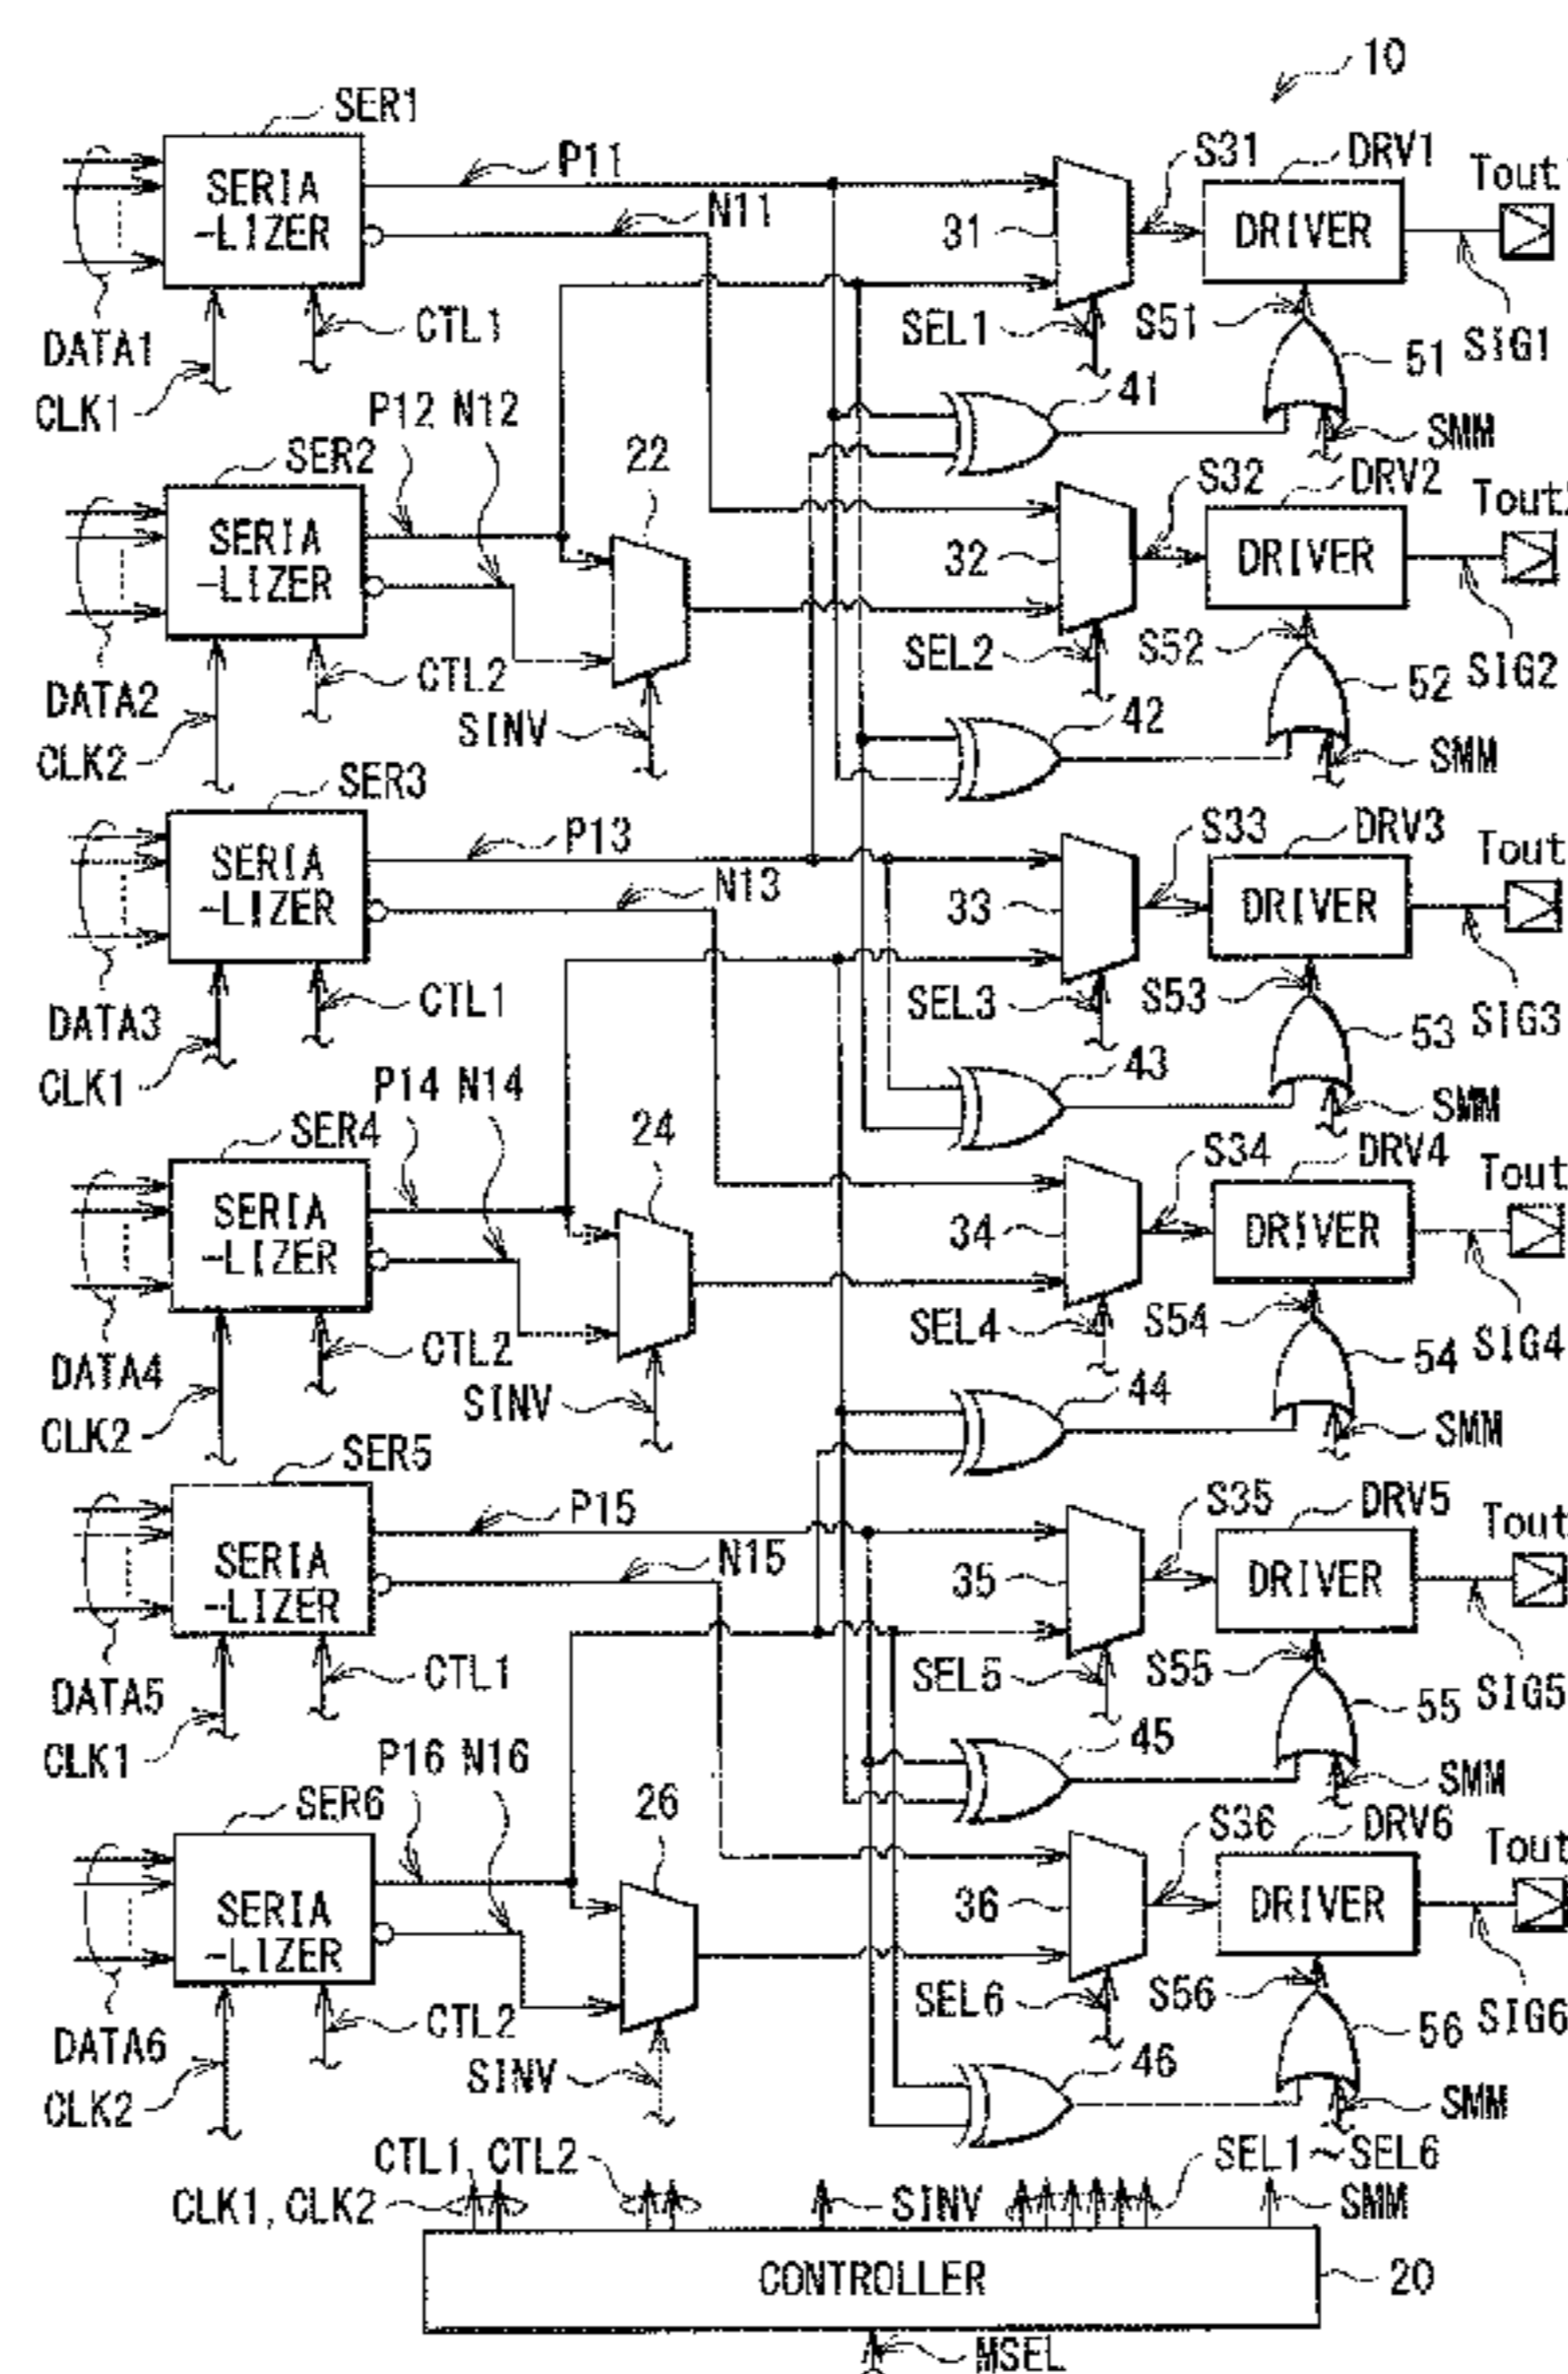 10
SER1
SERIA
-LIZER
P11
N11
31
S31
DRV1
DRIVER
Tout
DATA1
CTL1
CLK1
SEL1
S51
51
SIG1
41
SMM
P12 N12
22
SER2
SERIA
-LIZER
S32
DRV2
DRIVER
Tout
32
DATA2
CTL2
CLK2
SINV
SEL2
S52
52
SIG2
42
SMM
SER3
SERIA
-LIZER
P13
N13
33
S33
DRV3
DRIVER
Tout
DATA3
CTL1
CLK1
SEL3
S53
53
SIG3
43
SMM
P14 N14
24
SER4
SERIA
-LIZER
S34
DRV4
DRIVER
Tout
34
DATA4
CTL2
CLK2
SINV
SEL4
S54
54
SIG4
44
SMM
SER5
SERIA
-LIZER
P15
N15
35
S35
DRV5
DRIVER
Tout
DATA5
CTL1
CLK1
SEL5
S55
55
SIG5
45
SMM
P16 N16
26
SER6
SERIA
-LIZER
S36
DRV6
DRIVER
Tout
36
DATA6
CTL2
CLK2
SINV
SEL6
S56
56
SIG6
46
SMM
CTL1, CTL2
CLK1, CLK2
SINV
SEL1～SEL6
SMM
CONTROLLER
20
MSEL